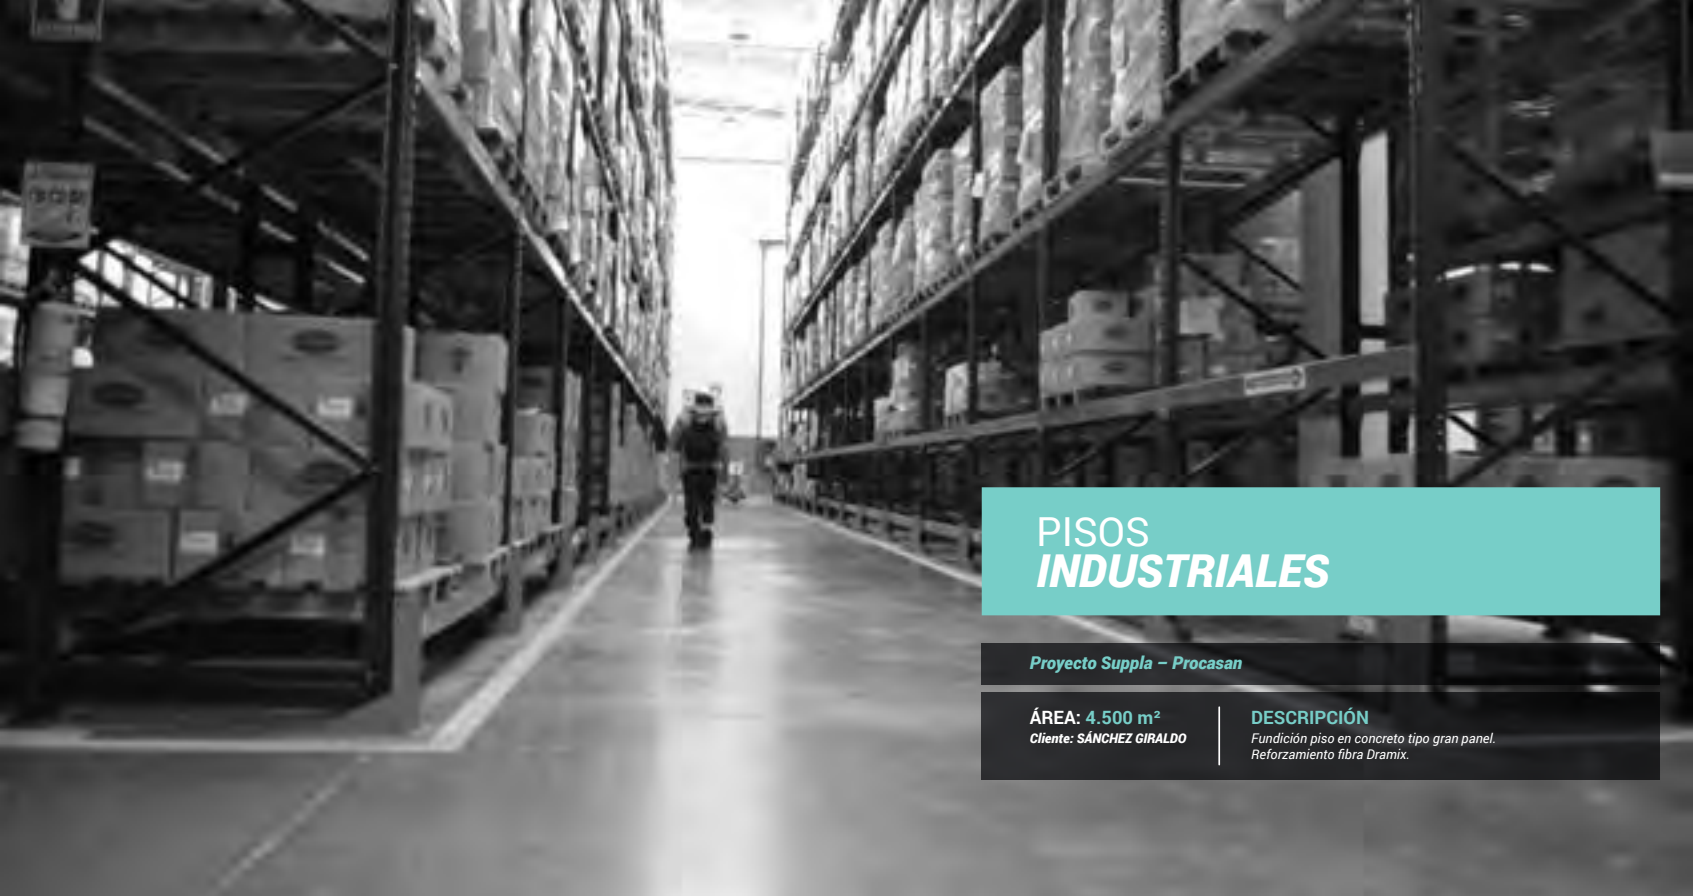 PISOS
INDUSTRIALES
Proyecto Suppla – Procasan
ÁREA: 4.500 m²
Cliente: SÁNCHEZ GIRALDO
DESCRIPCIÓN
Fundición piso en concreto tipo gran panel.
Reforzamiento fibra Dramix.